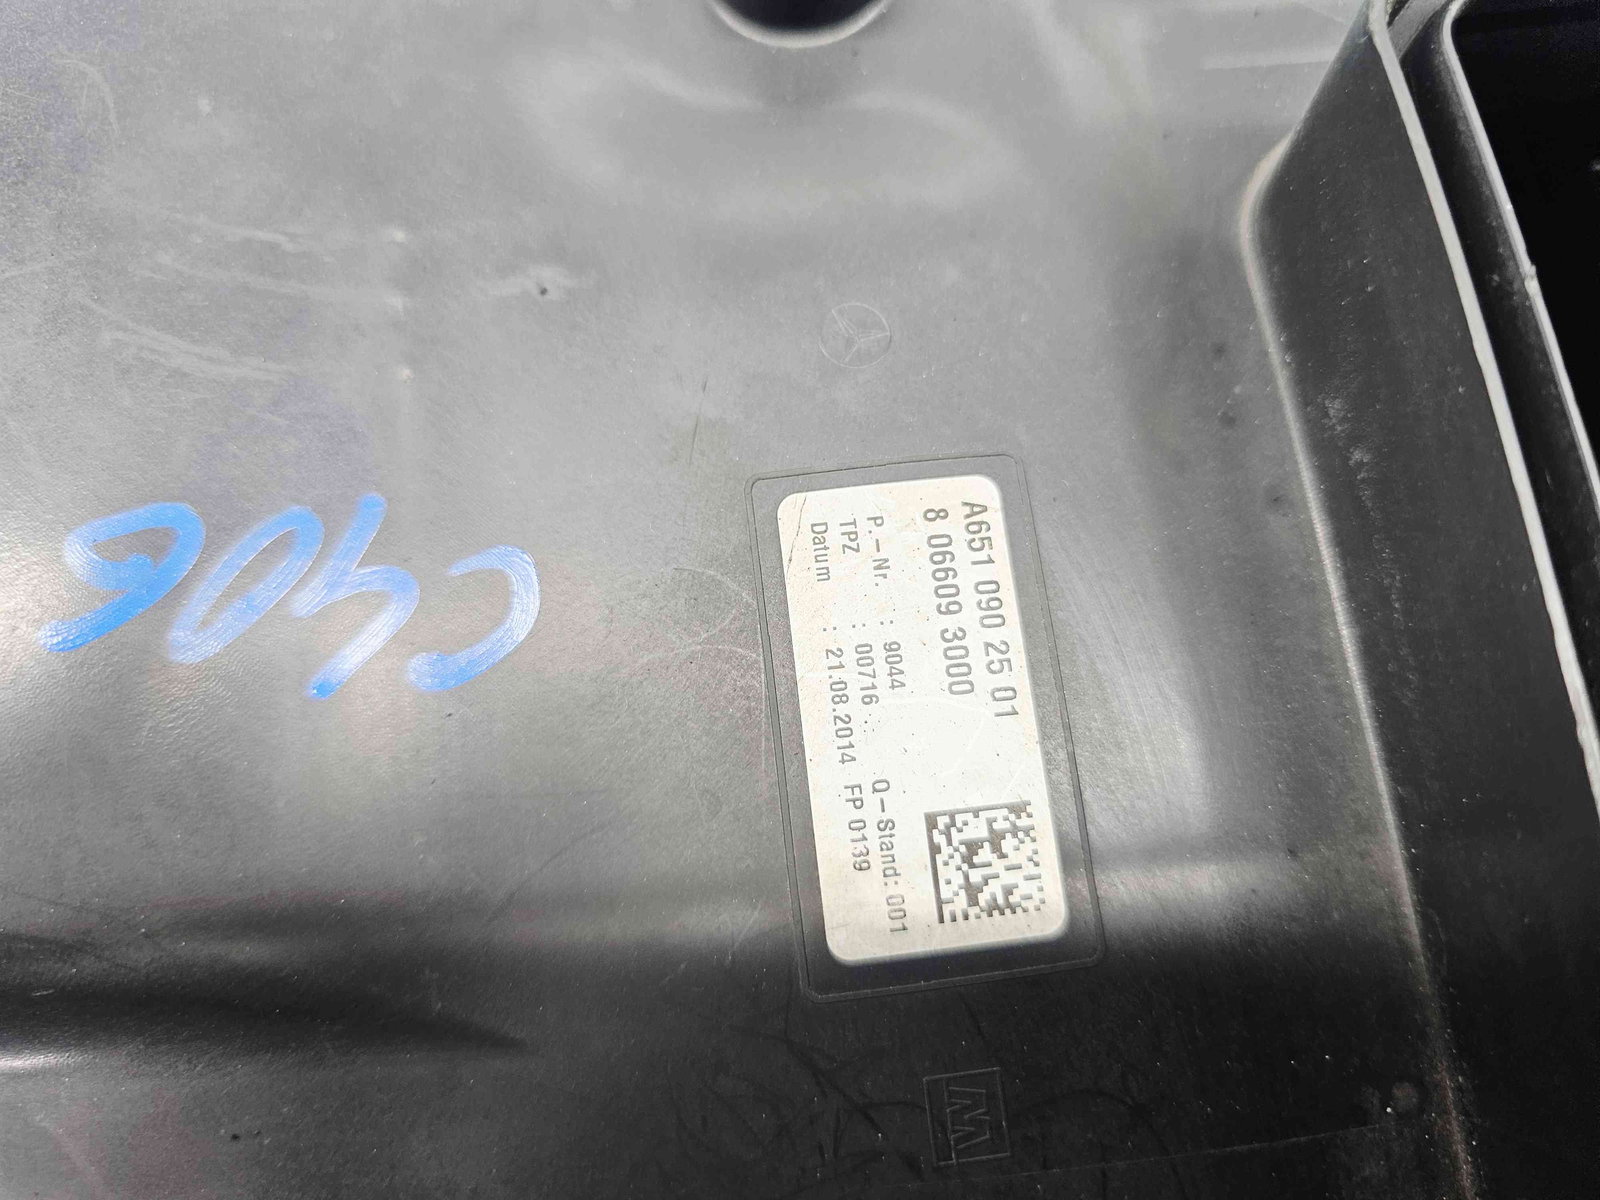 A651 090 25 01
8 06609 3000
P.-Nr. : 9044 Q-Stand: 001
TPZ : 00716 . :
Datum : 21.08.2014 FP 0139
C406